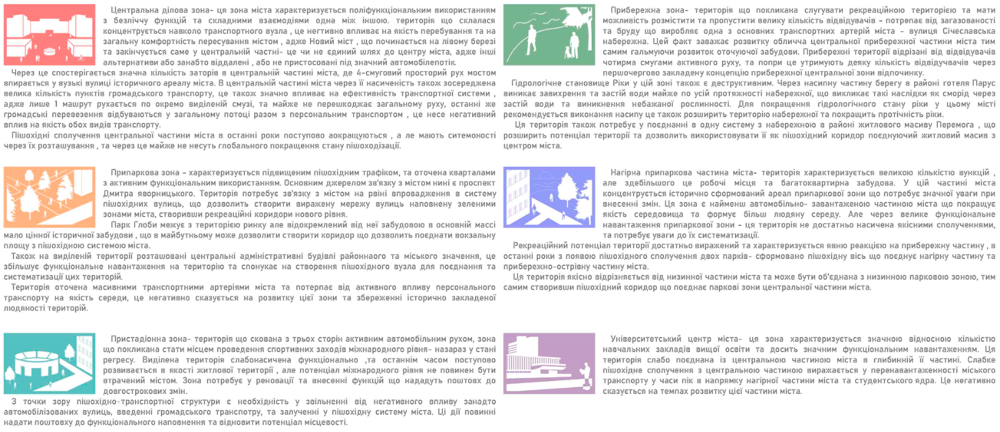 Центральна ділова зона- ця зона міста характеризується поліфункціональним використанням
з безліччу функцій та складними взаємодіями одна між іншою. територія що склалася
концентрується навколо транспортного вузла , це негтивно впливає на якість перебування та на
загальну комфортність пересування містом , адже Новий міст , що починається на лівому березі
та закінчується саме у центральній частні- це чи не єдиний шлях до центру міста, адже інші
альтернативи або занабто віддалені , або не пристосовані під значний автомобілепотік.
Через це спостерігається значна кількість заторів в центральній частині міста, де 4-смуговий просторий рух мостом
впирається у вузькі вулиці історичного ареалу міста. В центральній частині міста через її насиченість також зосереджена
велика кількість пунктів громадського транспорту, це також значно впливає на ефективність транспортної системи ,
адже лише 1 машрут рухається по окремо виділеній смузі, та майже не перешкоджає загальному руху, останні же
громадські перевезення відбуваються у загальному потоці разом з персональним транспортом , це несе негативний
вплив на якість обох видів транспорту.
Пішохідні сполучення центральної частини міста в останні роки поступово аокращуються , а ле мають ситемоності
через їх розташування , та через це майже не несуть глобального покращення стану пішоходізації.
Прибережна зона- територія що покликана слугувати рекреаційною територією та мати
можливість розмістити та пропустити велику кількість відвідувачів - потрепає від загазованості
та бруду що виробляє одна з основних транспортних артерій міста - вулиця Січеславська
набережна. Цей факт заважає розвитку обличча центральної прибережної частини міста тим
самим гальмуючи розвиток оточуючої забудови. Прибережні території відрізані від відвідувачів
чотирма смугами активного руху, та попри це утримують деяку кількість відвідучвачів через
першочергово закладену концепцію прибережної центральної зони відпочинку.
Гідрологічне становище Ріки у цій зоні також є деструктивним. Через насипну частину берегу в районі готеля Парус
виникає завихрення та застій води майже по усій протяжності набережної, що викликає такі наслідки як сморід через
застій води та виникнення небажаної рослинності. Для покращення гідрологічного стану ріки у цьому місті
рекомендується виконання насипу це також розширить територію набережної та покращить протічність ріки.
Ця територія також потребує у поєднанні в одну систему з набережною в районі житлового масиву Перемога , що
розширить потенціал території та дозволить використовувати її як пішохідний коридор поєднуючий житловий масив з
центром міста.
Припаркова зона - характеризується підвищеним пішохідним трафіком, та оточена кварталами
з активним функціональним використанням. Основним джерелом зв'язку з містом нині є проспект
Дмитра яворницького. Територія потребує зв'язку з містом на рвіні впровадження в систему
пішохідних вулиць, що дозволить створити виражену мережу вулиць наповнену зеленими
зонами міста, створивши рекреаційні коридори нового рівня.
Парк Глоби межує з територією ринку але відокремлений від неї забудовою в основній массі
мало цінної історичної забудови , що в майбутньому може дозволити створити коридор що дозволить поєднати вокзальну
площу з пішохідною системою міста.
Також на виділеній території розташовані центральні адміністративні будівлі районнаого та міського значення, це
збільшує функціональне навантаження на територію та спонукає на створення пішохідного вузла для поєднання та
систематизації цих територій.
Територія оточена масивними транспортними артеріями міста та потерпає від активного впливу персонального
транспорту на якість середи, це негативно сказується на розвитку цієї зони та збереженні історично закладеної
людяності територій.
Нагірна припаркова частина міста- територія характеризується великою кількістю вункцій ,
але здебільшого це робочі місця та багатоквартирна забудова. У цій частині міста
концентрується історично сформований ареал припаркової зони що потребує значної уваги при
внесенні змін. Ця зона є найменш автомобільно- завантаженою частиною міста що покращує
якість середовища та формує більш людяну середу. Але через велике функціональне
навантаження припаркової зони - ця територія не достатньо насичена якісними сполученнями,
та потребує уваги до їх систематизації.
Рекреаційний потенціал території достатньо виражений та характеризується явню реакцією на прибережну частину , в
останні роки з появою пішохідного сполучення двох парків- сформовано пішохідну вісь що поєднує нагірну частину та
прибережно-острівну частину міста.
Ця територія якісно відрізняється від низинної частини міста та може бути об'єднана з низинною парковою зоною, тим
самим створивши пішохідний коридор що поєднає паркові зони центральної частини міста.
Пристадіонна зона- територія що скована з трьох сторін активним автомобільним рухом, зона
що покликана стати місцем проведення спортивних заходів міжнародного рівня- назараз у стані
регресу. Виділена територія слабонасичена функціонально ,та останнім часом поступово
розвивається в якості житлової території , але потенціал міжнародного рівня не повинен бути
втрачений містом. Зона потребує у реновації та внесенні функцій що нададуть поштовх до
довгострокових змін.
З точки зору пішохідно-транспортної структури є необхідність у звільненні від негативного впливу занадто
автомобілізованих вулиць, введенні громадського транспотру, та залученні у пішохідну систему міста. Ці дії повинні
надати поштовху до функціонального наповнення та відновити потенціал місцевості.
Університетський центр міста- ця зона характеризується значною відносною кількістю
навчальних закладів вищої освіти та досить значним функціональним навантаженням. Ця
територія слабо поєднана із центральною частиною міста в глибинній її частині. Слабке
пішохідне сполучення з центральною частиною виражається у перенавантаженності міського
транспорту у часи пік в напрямку нагірної частини міста та студентського ядра. Це негативно
сказується на темпах розвитку цієї частини міста.